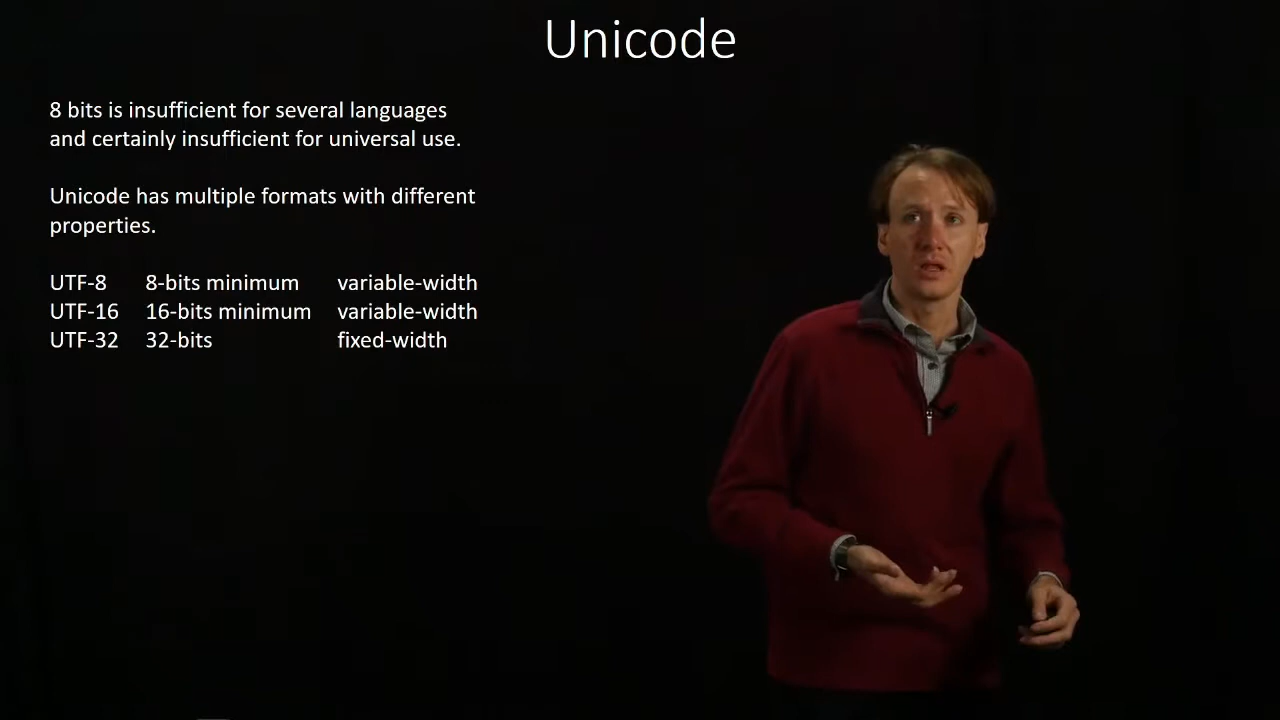 Unicode
8 bits is insufficient for several languages
and certainly insufficient for universal use.
Unicode has multiple formats with different
properties.
UTF-8 8-bits minimum variable-width
UTF-16 16-bits minimum variable-width
UTF-32 32-bits fixed-width